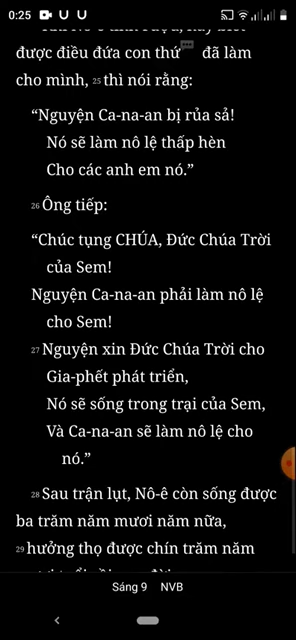 0:25
được điều đứa con thứ đã làm
cho mình, 25 thì nói rằng:
“Nguyện Ca-na-an bị rủa sả!
Nó sẽ làm nô lệ thấp hèn
Cho các anh em nó.”
26 Ông tiếp:
“Chúc tụng CHÚA, Đức Chúa Trời
của Sem!
Nguyện Ca-na-an phải làm nô lệ
cho Sem!
27 Nguyện xin Đức Chúa Trời cho
Gia-phết phát triển,
Nó sẽ sống trong trại của Sem,
Và Ca-na-an sẽ làm nô lệ cho
nó.”
28 Sau trận lụt, Nô-ê còn sống được
ba trăm năm mươi năm nữa,
29 hưởng thọ được chín trăm năm
Sáng 9 NVB